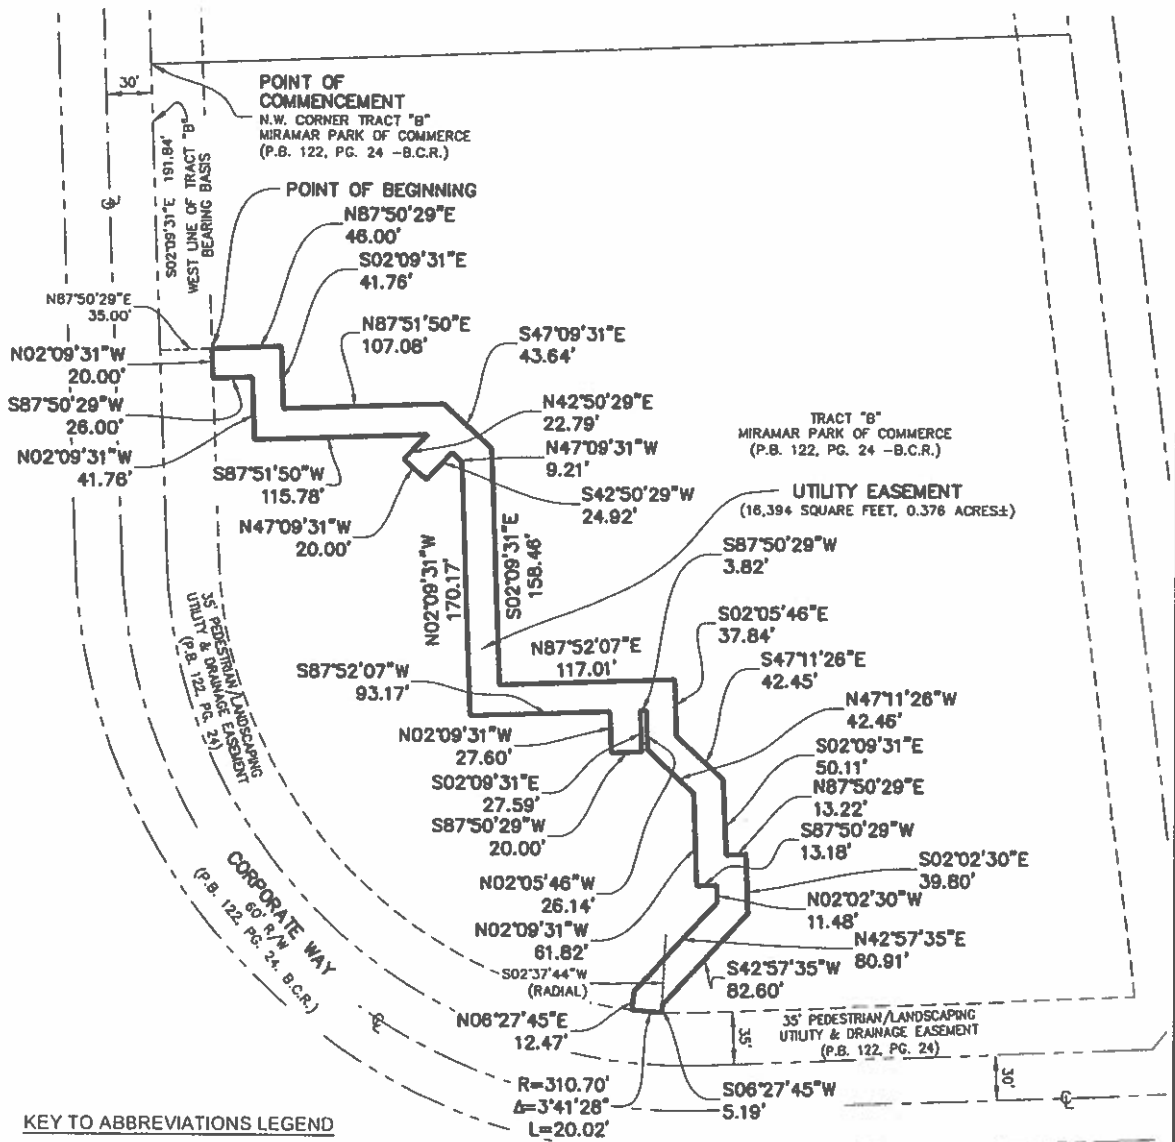 30'
POINT OF
COMMENCEMENT
N.W. CORNER TRACT "B"
MIRAMAR PARK OF COMMERCE
(P.B. 122, PG. 24 -B.C.R.)
S02°09'31"E 191.84'
WEST LINE OF TRACT "B"
BEARING BASIS
POINT OF BEGINNING
N87°50'29"E
46.00'
S02°09'31"E
41.76'
N87°50'29"E
35.00'
N87°51'50"E
107.08'
S47°09'31"E
43.64'
N02°09'31"W
20.00'
S87°50'29"W
26.00'
N02°09'31"W
41.76'
S87°51'50"W
115.78'
N47°09'31"W
20.00'
N42°50'29"E
22.79'
N47°09'31"W
9.21'
S42°50'29"W
24.92'
TRACT "B"
MIRAMAR PARK OF COMMERCE
(P.B. 122, PG. 24 -B.C.R.)
UTILITY EASEMENT
(16,394 SQUARE FEET, 0.376 ACRES±)
N02°09'31"W
170.17'
S02°09'31"E
158.46'
S87°50'29"W
3.82'
S02°05'46"E
37.84'
N87°52'07"E
117.01'
S47°11'26"E
42.45'
S87°52'07"W
93.17'
N47°11'26"W
42.46'
N02°09'31"W
27.60'
S02°09'31"E
50.11'
S02°09'31"E
27.59'
N87°50'29"E
13.22'
S87°50'29"W
20.00'
S87°50'29"W
13.18'
S02°02'30"E
39.80'
N02°05'46"W
26.14'
N02°02'30"W
11.48'
N02°09'31"W
61.82'
N42°57'35"E
80.91'
S02°37'44"W
(RADIAL)
S42°57'35"W
82.60'
35' PEDESTRIAN/LANDSCAPING
UTILITY & DRAINAGE EASEMENT
(P.B. 122, PG. 24)
CORPORATE WAY
60' R/W
(P.B. 122, PG. 24, B.C.R.)
N06°27'45"E
12.47'
35'
35' PEDESTRIAN/LANDSCAPING
UTILITY & DRAINAGE EASEMENT
(P.B. 122, PG. 24)
30'
R=310.70'
Δ=3°41'28"
L=20.02'
S06°27'45"W
5.19'
KEY TO ABBREVIATIONS LEGEND